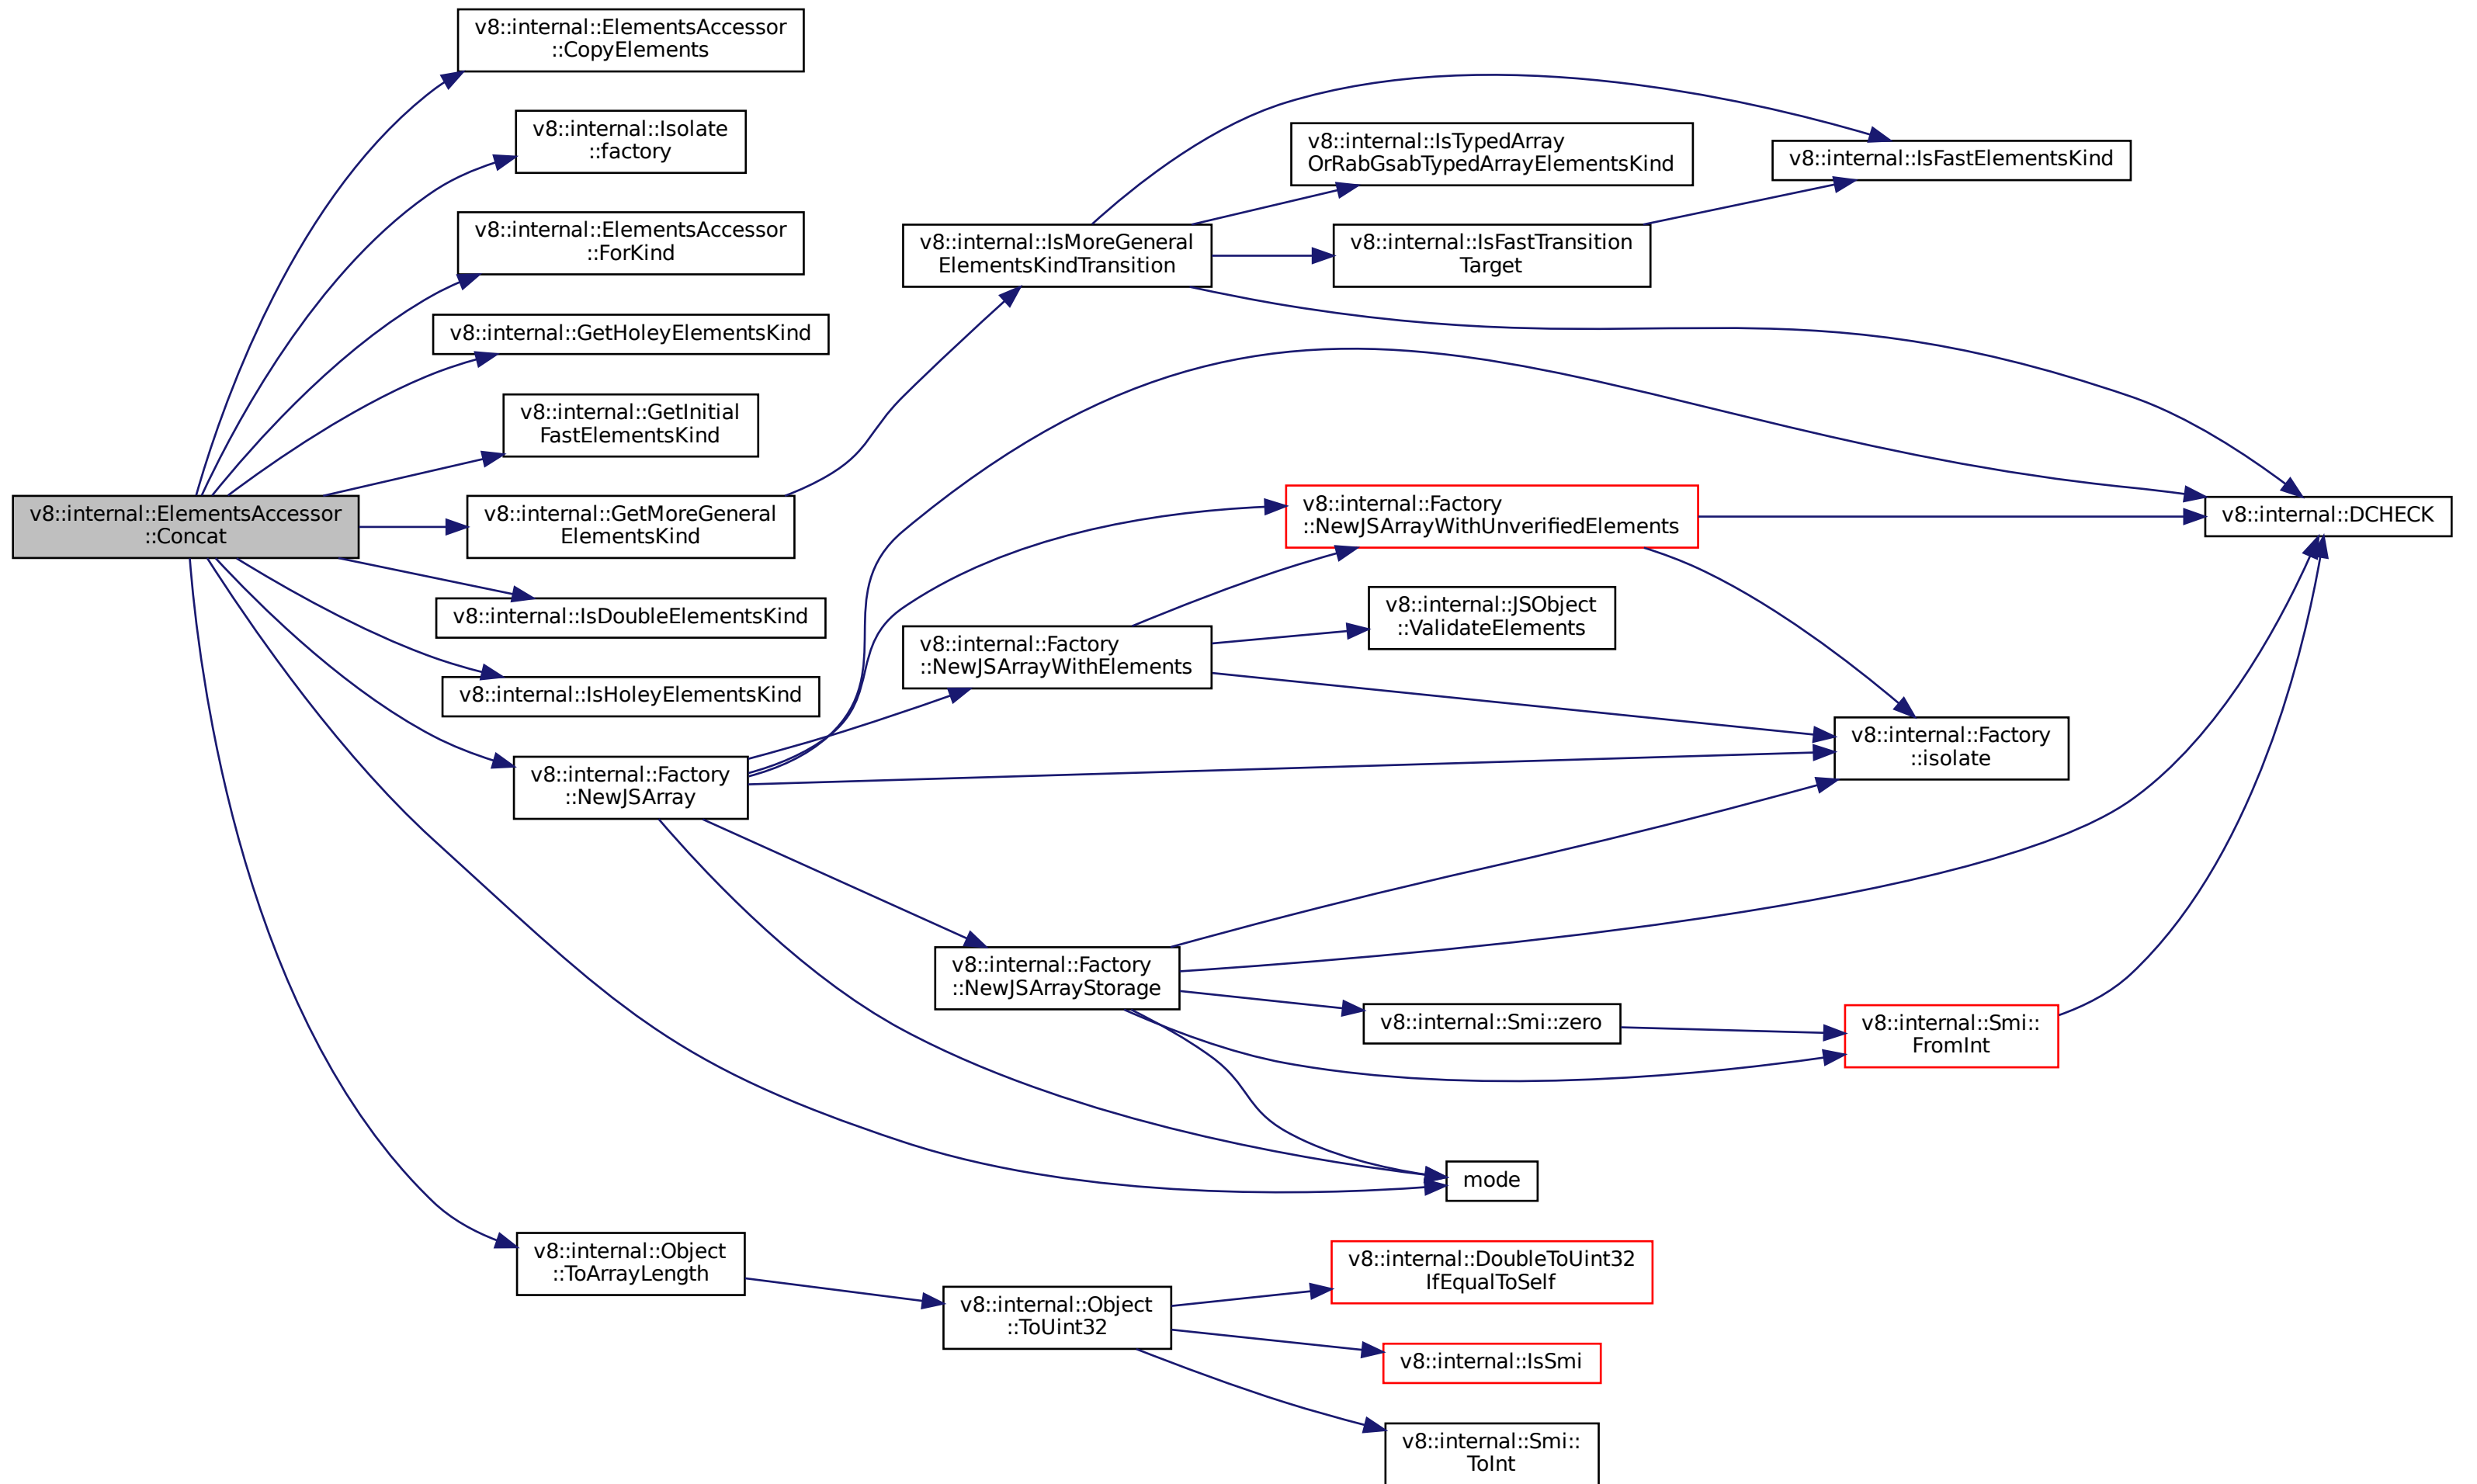 v8::internal::ElementsAccessor
::Concat
v8::internal::ElementsAccessor
::CopyElements
v8::internal::Isolate
::factory
v8::internal::ElementsAccessor
::ForKind
v8::internal::GetHoleyElementsKind
v8::internal::GetInitial
FastElementsKind
v8::internal::GetMoreGeneral
ElementsKind
v8::internal::IsDoubleElementsKind
v8::internal::IsHoleyElementsKind
v8::internal::Factory
::NewJSArray
v8::internal::Object
::ToArrayLength
v8::internal::IsMoreGeneral
ElementsKindTransition
v8::internal::Factory
::NewJSArrayWithElements
v8::internal::Factory
::NewJSArrayStorage
v8::internal::Object
::ToUint32
v8::internal::IsTypedArray
OrRabGsabTypedArrayElementsKind
v8::internal::IsFastTransition
Target
v8::internal::Factory
::NewJSArrayWithUnverifiedElements
v8::internal::JSObject
::ValidateElements
v8::internal::Smi::zero
mode
v8::internal::DoubleToUint32
IfEqualToSelf
v8::internal::IsSmi
v8::internal::Smi::
ToInt
v8::internal::IsFastElementsKind
v8::internal::Factory
::isolate
v8::internal::Smi::
FromInt
v8::internal::DCHECK